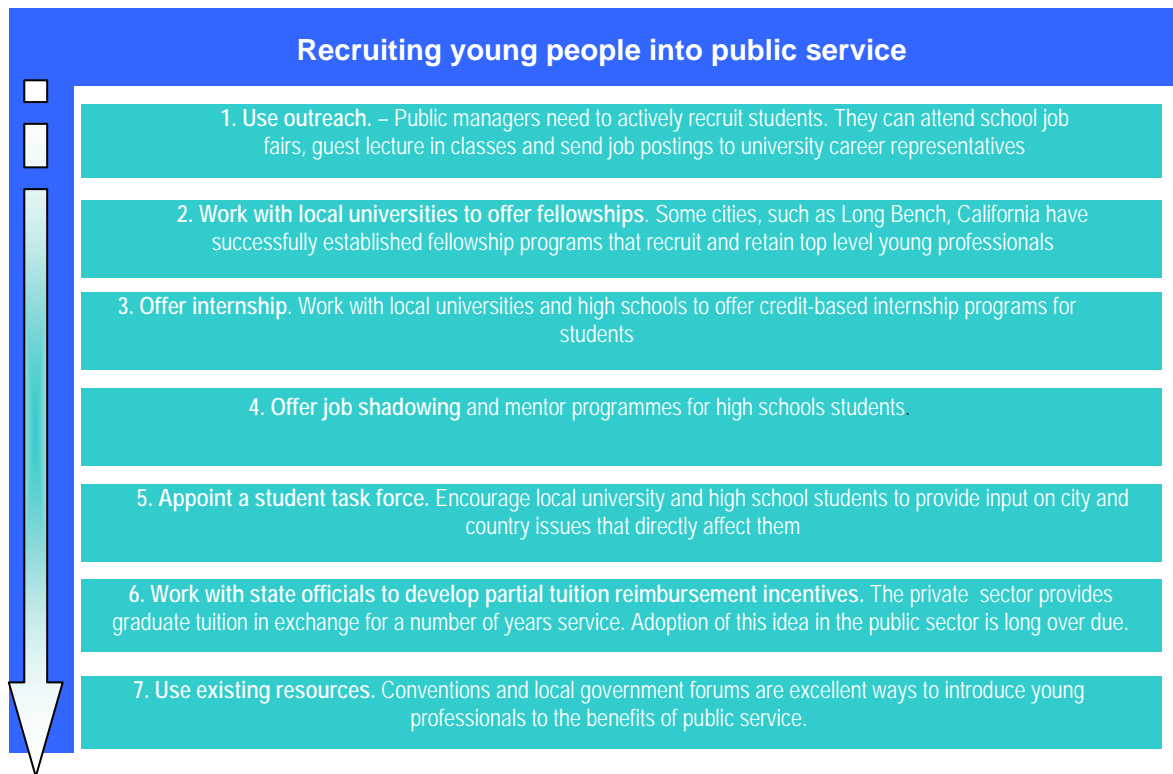 Recruiting young people into public service
1. Use outreach. – Public managers need to actively recruit students. They can attend school job
fairs, guest lecture in classes and send job postings to university career representatives
2. Work with local universities to offer fellowships. Some cities, such as Long Bench, California have
successfully established fellowship programs that recruit and retain top level young professionals
3. Offer internship. Work with local universities and high schools to offer credit-based internship programs for
students
4. Offer job shadowing and mentor programmes for high schools students.
5. Appoint a student task force. Encourage local university and high school students to provide input on city and
country issues that directly affect them
6. Work with state officials to develop partial tuition reimbursement incentives. The private sector provides
graduate tuition in exchange for a number of years service. Adoption of this idea in the public sector is long over due.
7. Use existing resources. Conventions and local government forums are excellent ways to introduce young
professionals to the benefits of public service.